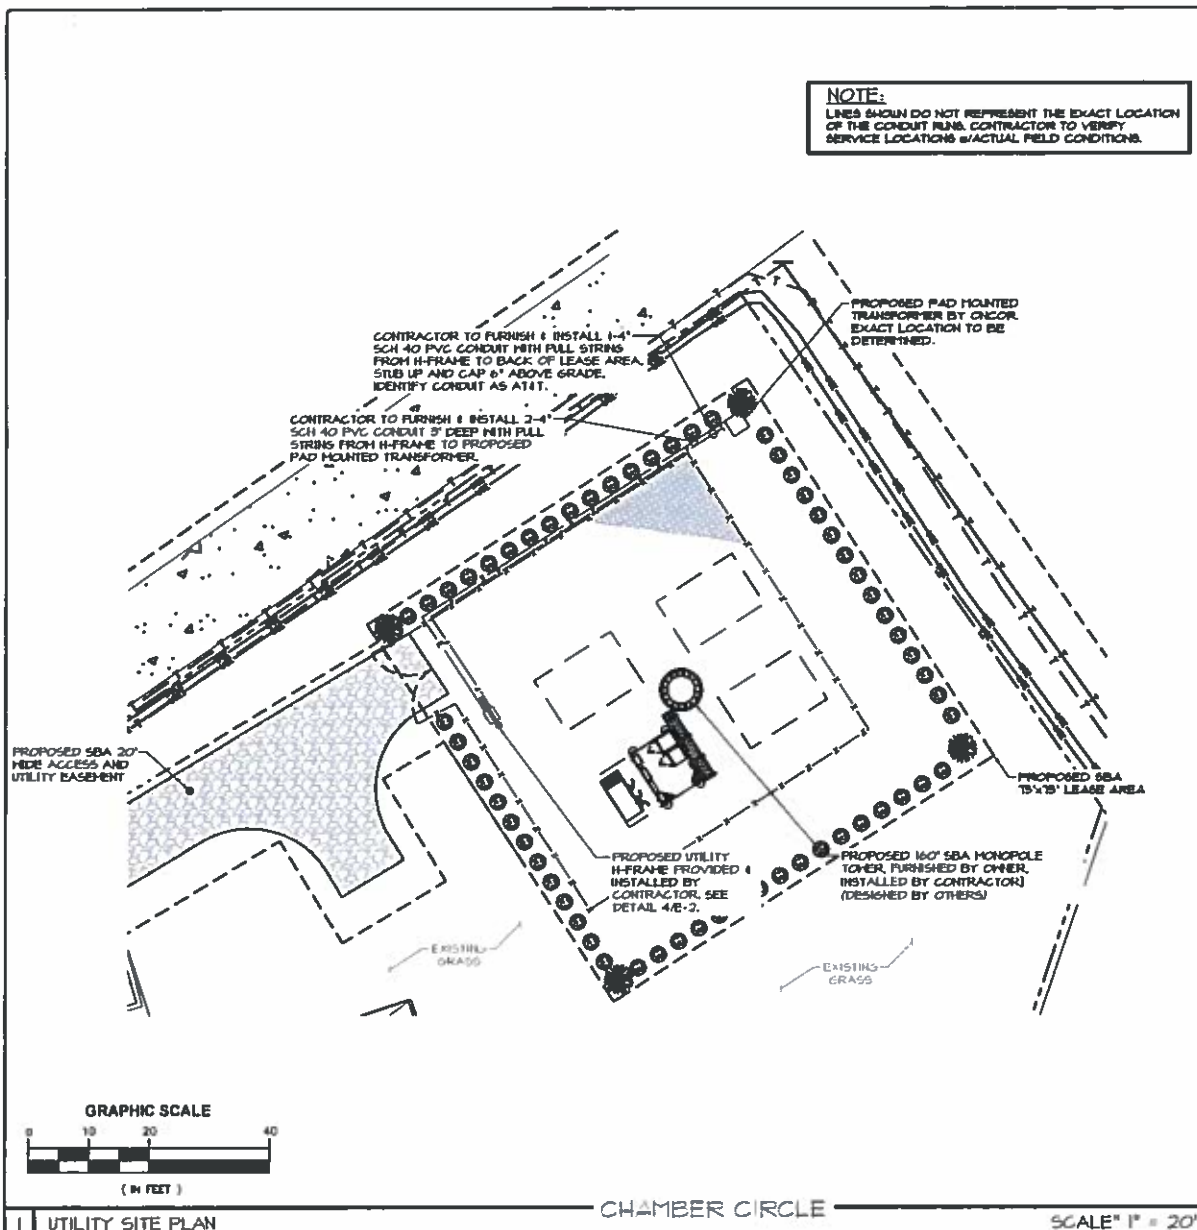 NOTE:
LINES SHOWN DO NOT REPRESENT THE EXACT LOCATION
OF THE CONDUIT RUNS. CONTRACTOR TO VERIFY
SERVICE LOCATIONS w/ACTUAL FIELD CONDITIONS.
PROPOSED PAD MOUNTED
TRANSFORMER BY ONCOR.
EXACT LOCATION TO BE
DETERMINED.
CONTRACTOR TO FURNISH & INSTALL 1-4"
SCH 40 PVC CONDUIT WITH PULL STRING
FROM H-FRAME TO BACK OF LEASE AREA.
STUB UP AND CAP 6" ABOVE GRADE.
IDENTIFY CONDUIT AS AT&T.
CONTRACTOR TO FURNISH & INSTALL 2-4"
SCH 40 PVC CONDUIT 3' DEEP WITH PULL
STRING FROM H-FRAME TO PROPOSED
PAD MOUNTED TRANSFORMER.
PROPOSED SBA 20'
WIDE ACCESS AND
UTILITY EASEMENT
PROPOSED SBA
75'x75' LEASE AREA
PROPOSED UTILITY
H-FRAME PROVIDED &
INSTALLED BY
CONTRACTOR. SEE
DETAIL 4/E-2.
PROPOSED 160' SBA MONOPOLE
TOWER, FURNISHED BY OWNER,
INSTALLED BY CONTRACTOR)
(DESIGNED BY OTHERS)
EXISTING
GRASS
EXISTING
GRASS
GRAPHIC SCALE
0 10 20 40
( IN FEET )
CHAMBER CIRCLE
1 UTILITY SITE PLAN
SCALE" 1" = 20'